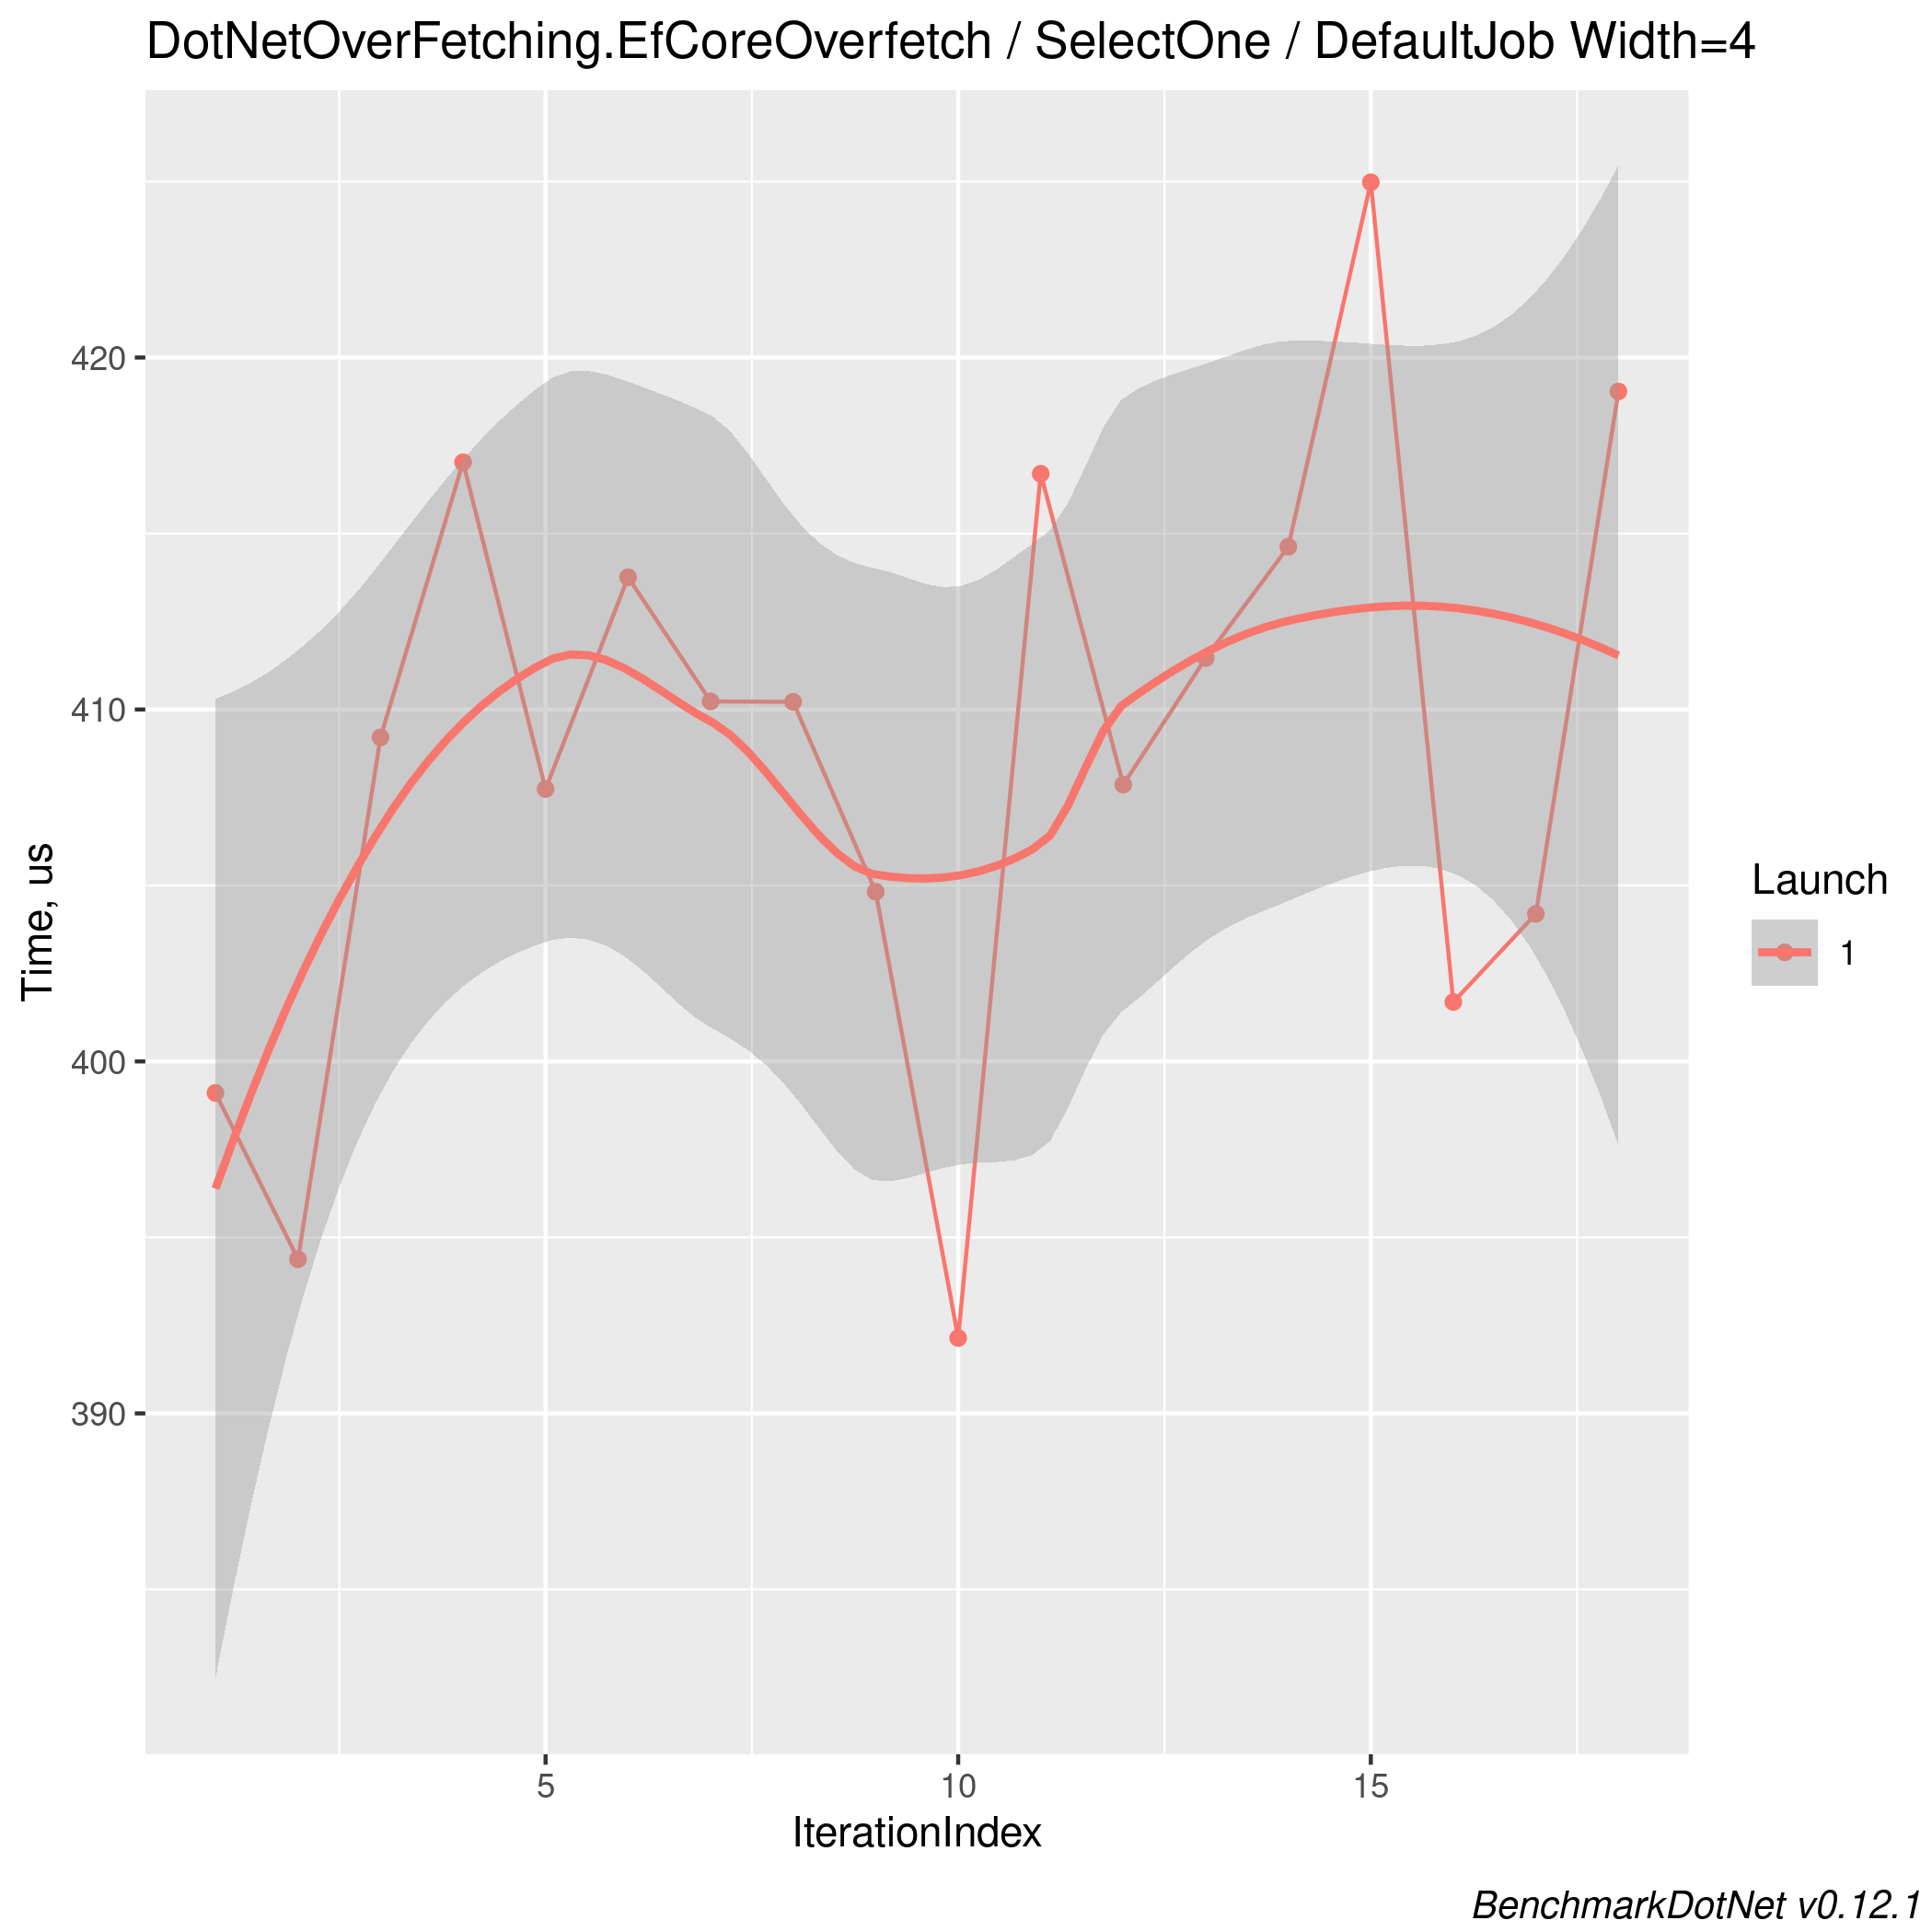 DotNetOverFetching.EfCoreOverfetch / SelectOne / DefaultJob Width=4
Time, us
420
410
400
390
5
10
15
IterationIndex
Launch
1
BenchmarkDotNet v0.12.1